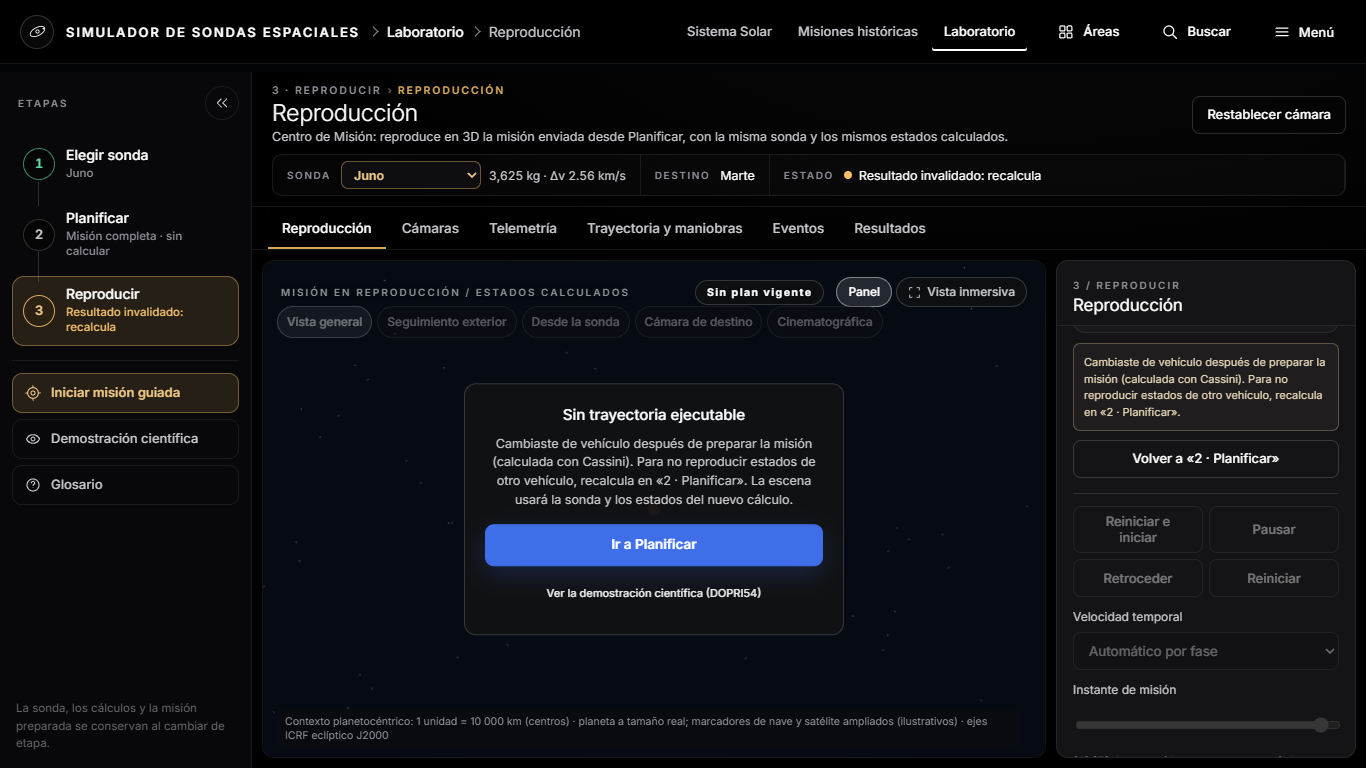 SIMULADOR DE SONDAS ESPACIALES > Laboratorio > Reproducción
Sistema Solar
Misiones históricas
Laboratorio
Áreas
Buscar
Menú
ETAPAS
1
Elegir sonda
Juno
2
Planificar
Misión completa · sin
calcular
3
Reproducir
Resultado invalidado:
recalcula
Iniciar misión guiada
Demostración científica
Glosario
La sonda, los cálculos y la misión
preparada se conservan al cambiar de
etapa.
3 · REPRODUCIR › REPRODUCCIÓN
Reproducción
Centro de Misión: reproduce en 3D la misión enviada desde Planificar, con la misma sonda y los mismos estados calculados.
Restablecer cámara
SONDA Juno 3,625 kg · Δv 2.56 km/s DESTINO Marte ESTADO Resultado invalidado: recalcula
Reproducción
Cámaras
Telemetría
Trayectoria y maniobras
Eventos
Resultados
MISIÓN EN REPRODUCCIÓN / ESTADOS CALCULADOS
Sin plan vigente
Panel
Vista inmersiva
Vista general
Seguimiento exterior
Desde la sonda
Cámara de destino
Cinematográfica
Sin trayectoria ejecutable
Cambiaste de vehículo después de preparar la misión
(calculada con Cassini). Para no reproducir estados de
otro vehículo, recalcula en «2 · Planificar». La escena
usará la sonda y los estados del nuevo cálculo.
Ir a Planificar
Ver la demostración científica (DOPRI54)
Contexto planetocéntrico: 1 unidad = 10 000 km (centros) · planeta a tamaño real; marcadores de nave y satélite ampliados (ilustrativos) · ejes
ICRF eclíptico J2000
3 / REPRODUCIR
Reproducción
Cambiaste de vehículo después de preparar la
misión (calculada con Cassini). Para no
reproducir estados de otro vehículo, recalcula
en «2 · Planificar».
Volver a «2 · Planificar»
Reiniciar e
iniciar
Pausar
Retroceder
Reiniciar
Velocidad temporal
Automático por fase
Instante de misión